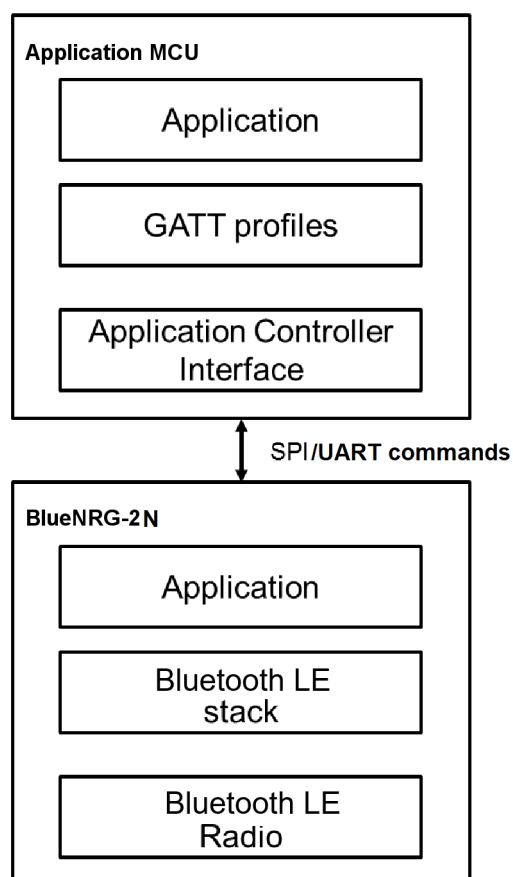 Application MCU
Application
GATT profiles
Application Controller
Interface
SPI/UART commands
BlueNRG-2N
Application
Bluetooth LE
stack
Bluetooth LE
Radio